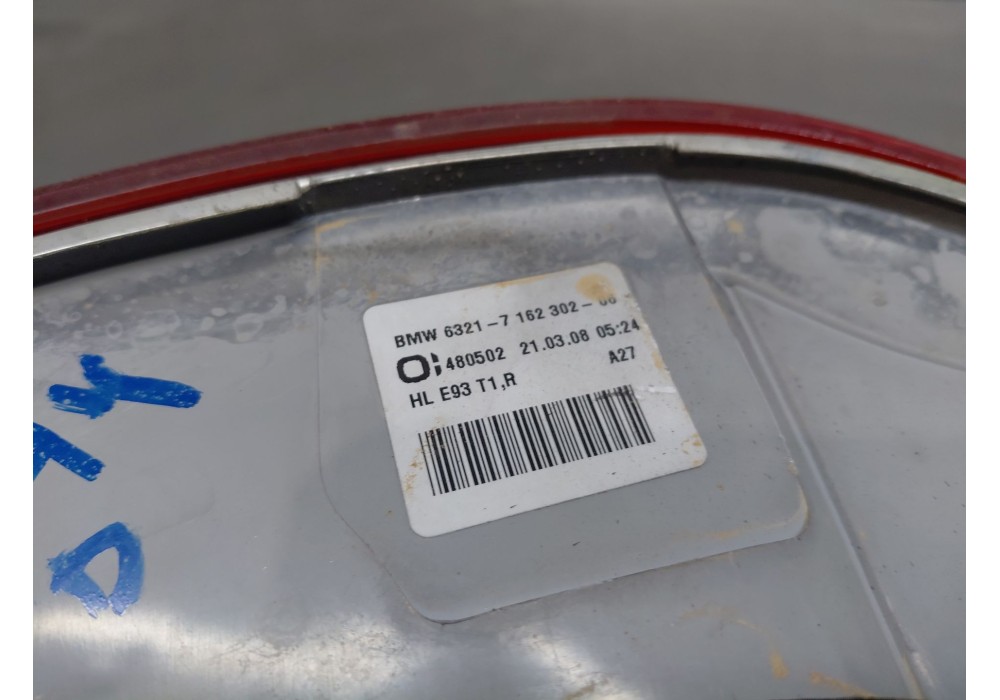 BMW 6321-7 162 302-
480502 21.03.08 05:24
HL E93 T1,R A27